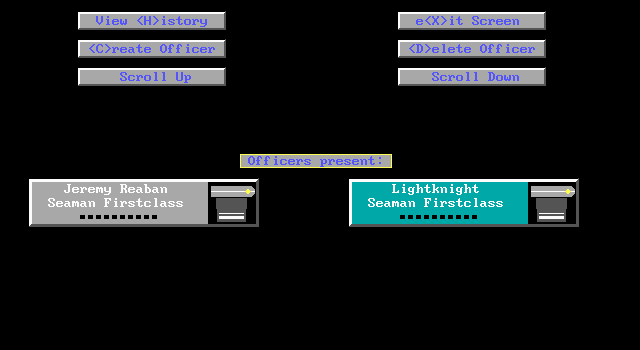 View <H>istory
e<X>it Screen
<C>reate Officer
<D>elete Officer
Scroll Up
Scroll Down
Officers present:
Jeremy Reaban
Seaman Firstclass
Lightknight
Seaman Firstclass